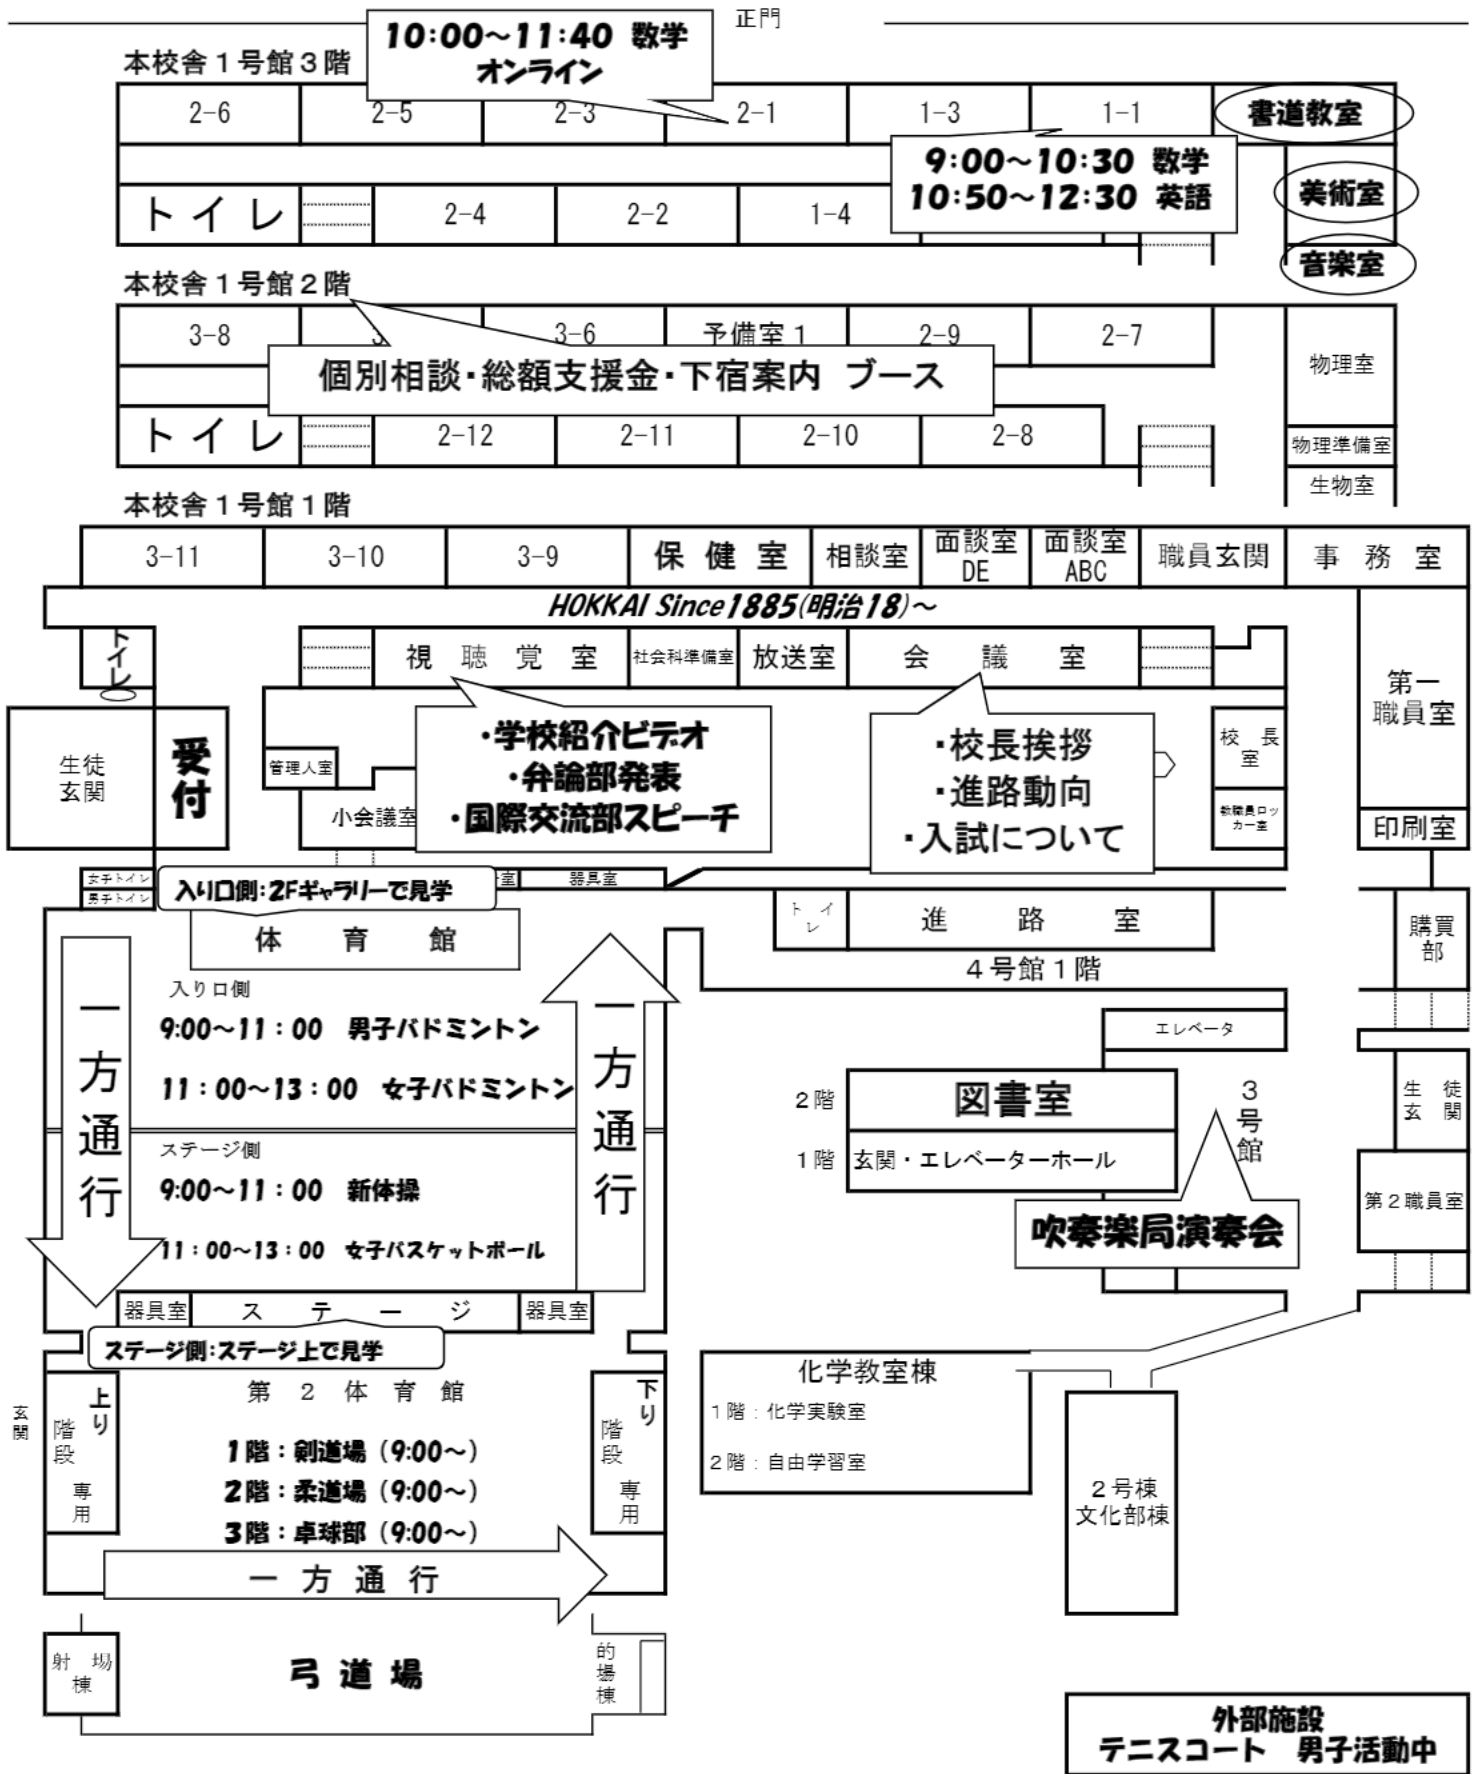 正門
10:00～11:40 数学
オンライン
本校舎１号館３階
2-6
2-5
2-3
2-1
1-3
1-1
書道教室
9:00～10:30 数学
10:50～12:30 英語
美術室
トイレ
2-4
2-2
1-4
音楽室
本校舎１号館２階
3-8
3-6
予備室１
2-9
2-7
物理室
個別相談・総額支援金・下宿案内 ブース
トイレ
2-12
2-11
2-10
2-8
物理準備室
生物室
本校舎１号館１階
3-11
3-10
3-9
保健室
相談室
面談室
DE
面談室
ABC
職員玄関
事務室
HOKKAI Since1885(明治18)～
トイレ
視聴覚室
社会科準備室
放送室
会議室
第一
職員室
生徒
玄関
受付
管理人室
小会議室
・学校紹介ビデオ
・弁論部発表
・国際交流部スピーチ
・校長挨拶
・進路動向
・入試について
校長
室
教職員ロッ
カー室
印刷室
女子トイレ
男子トイレ
入り口側:2Fギャラリーで見学
室
器具室
体育館
トイ
レ
進路室
購買
部
４号館１階
入り口側
9:00～11：00　男子バドミントン
11：00～13：00　女子バドミントン
一方通行
一方通行
エレベータ
ステージ側
9:00～11：00　新体操
11：00～13：00　女子バスケットボール
２階
図書室
１階
玄関・エレベーターホール
３号館
生徒
玄関
第２職員室
吹奏楽局演奏会
器具室
ステージ
器具室
ステージ側:ステージ上で見学
第２体育館
玄関
上り
階段
専用
下り
階段
専用
1階：剣道場（9:00～）
2階：柔道場（9:00～）
3階：卓球部（9:00～）
一方通行
化学教室棟
１階：化学実験室
２階：自由学習室
２号棟
文化部棟
射場
棟
弓道場
的場棟
外部施設
テニスコート　男子活動中